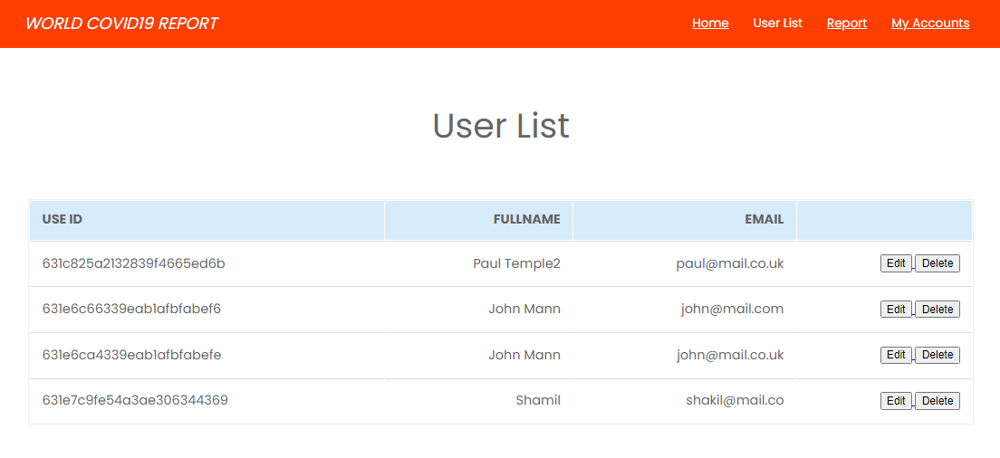 WORLD COVID19 REPORT Home User List Report My Accounts
User List
USE ID FULLNAME EMAIL
631c825a2132839f4665ed6b Paul Temple2 paul@mail.co.uk Edit Delete
631e6c66339eab1afbfabef6 John Mann john@mail.com Edit Delete
631e6ca4339eab1afbfabefe John Mann john@mail.co.uk Edit Delete
631e7c9fe54a3ae306344369 Shamil shakil@mail.co Edit Delete